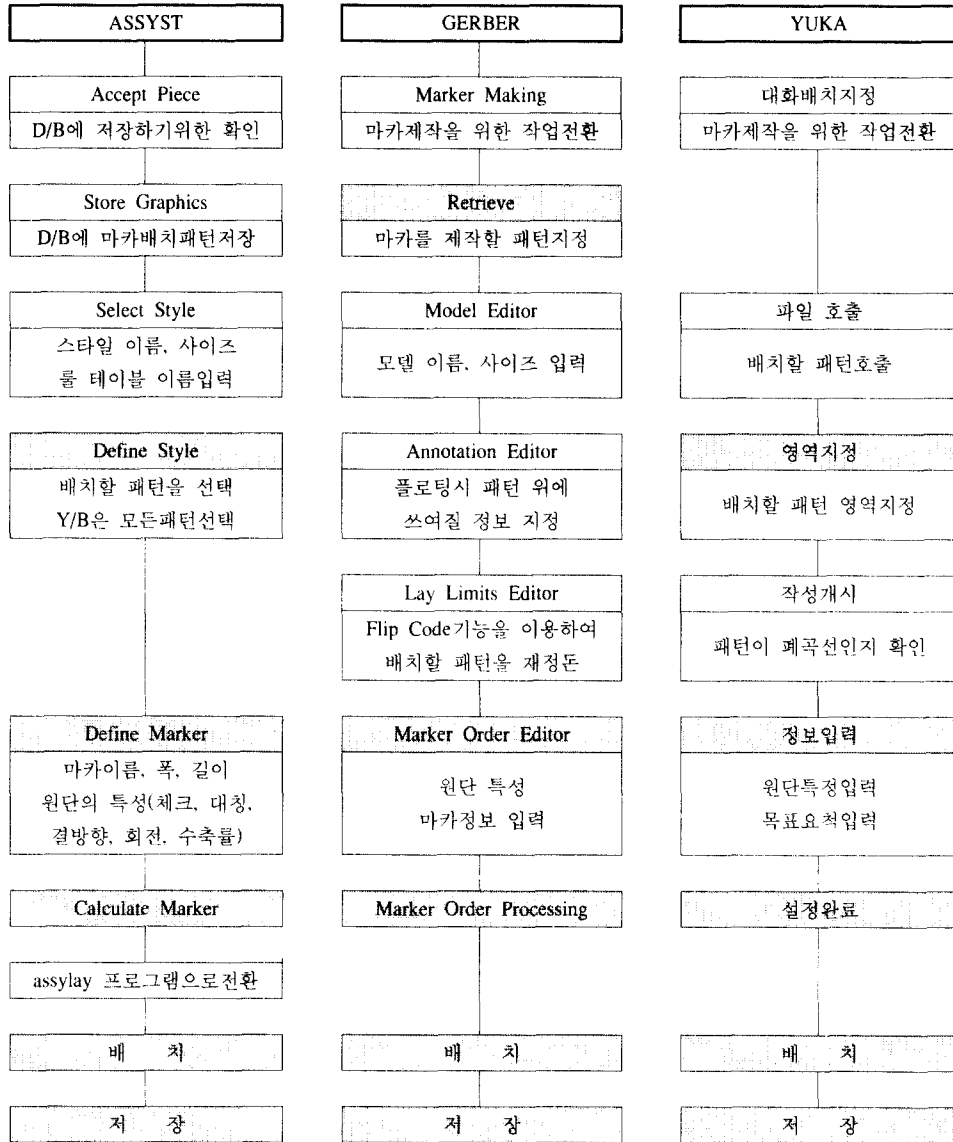 ASSYST
Accept Piece
D/B에 저장하기위한 확인
Store Graphics
D/B에 마카배치패턴저장
Select Style
스타일 이름, 사이즈
룰 테이블 이름입력
Define Style
배치할 패턴을 선택
Y/B은 모든패턴선택
Define Marker
마카이름, 폭, 길이
원단의 특성(체크, 대칭,
결방향, 회전, 수축률)
Calculate Marker
assylay 프로그램으로전환
배 치
저 장
GERBER
Marker Making
마카제작을 위한 작업전환
Retrieve
마카를 제작할 패턴지정
Model Editor
모델 이름, 사이즈 입력
Annotation Editor
플로팅시 패턴 위에
쓰여질 정보 지정
Lay Limits Editor
Flip Code기능을 이용하여
배치할 패턴을 재정돈
Marker Order Editor
원단 특성
마카정보 입력
Marker Order Processing
배 치
저 장
YUKA
대화배치지정
마카제작을 위한 작업전환
파일 호출
배치할 패턴호출
영역지정
배치할 패턴 영역지정
작성개시
패턴이 폐곡선인지 확인
정보입력
원단특정입력
목표요척입력
설정완료
배 치
저 장